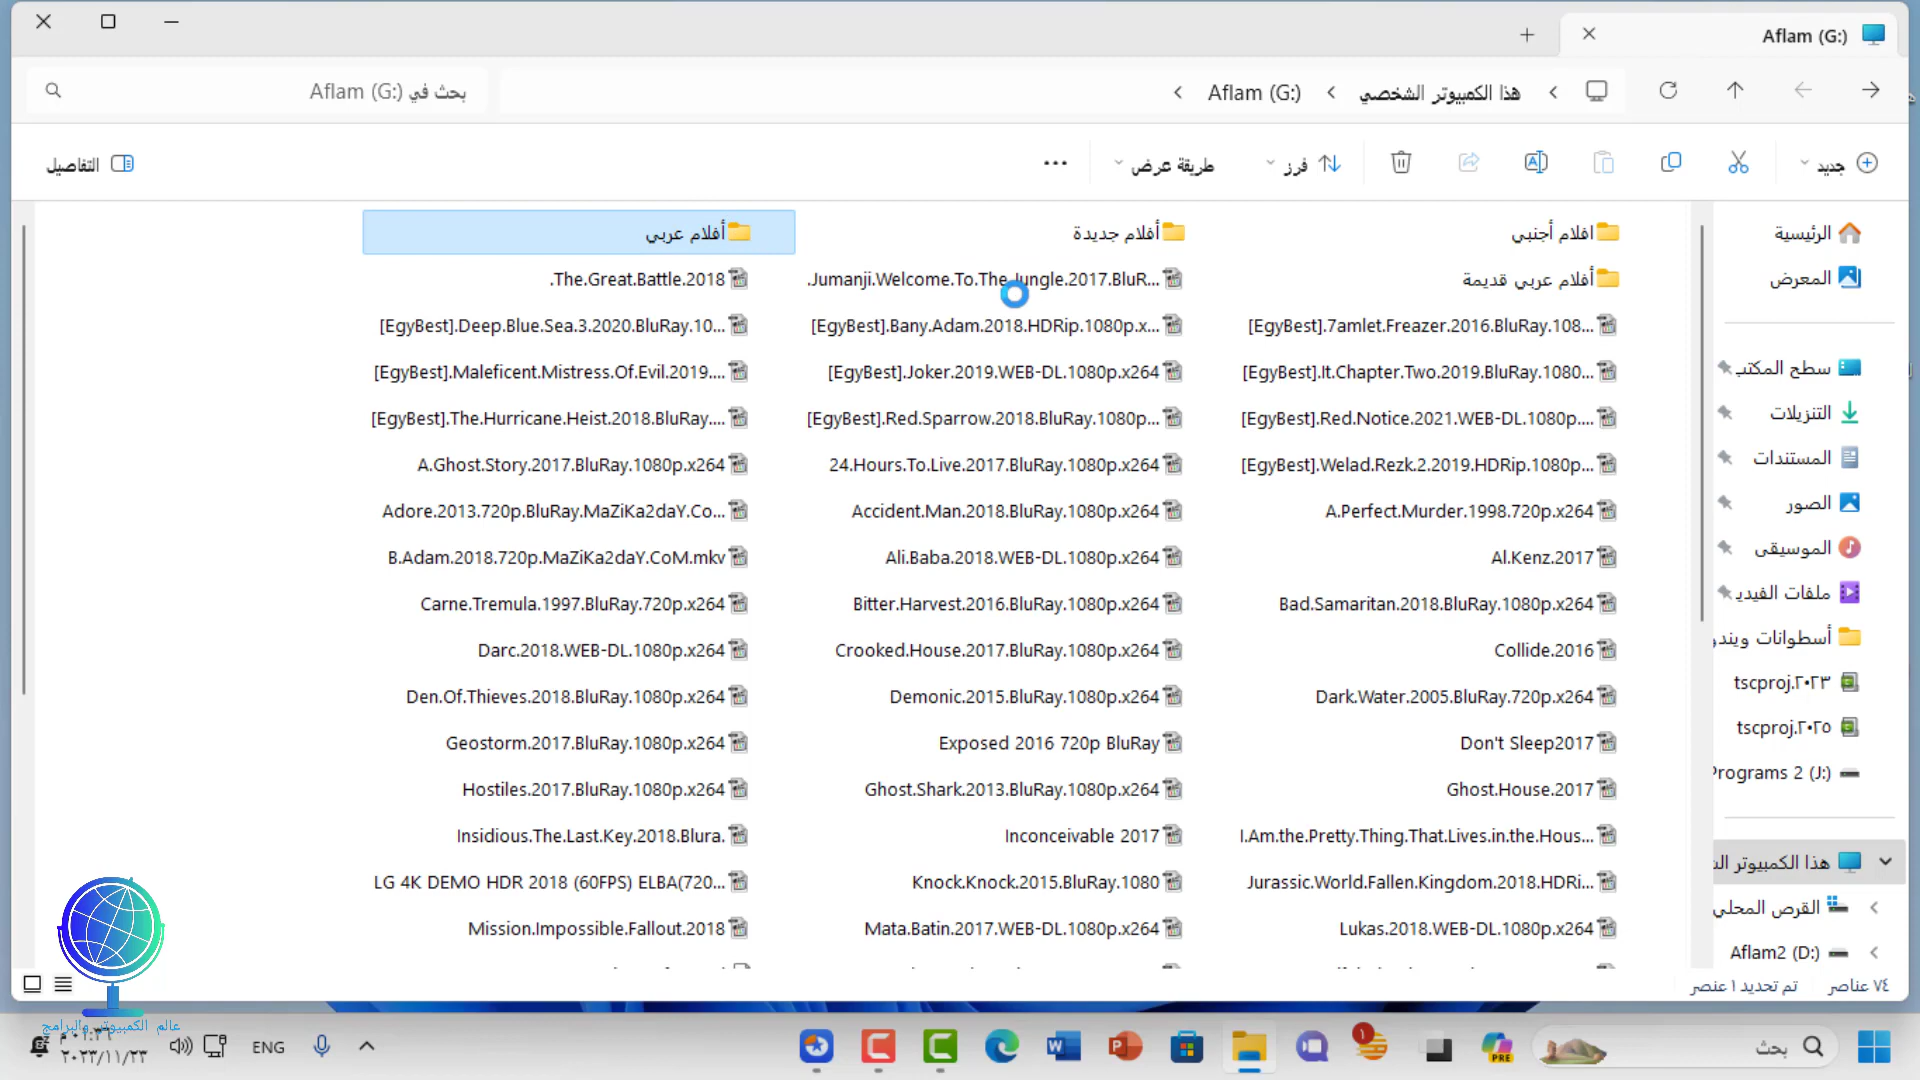 Aflam (G:)
هذا الكمبيوتر الشخصي
Aflam (G:)
بحث في Aflam (G:)
جديد
فرز
طريقة عرض
التفاصيل
الرئيسية
المعرض
سطح المكتب
التنزيلات
المستندات
الصور
الموسيقى
ملفات الفيدي
أسطوانات ويندو
٢٠٢٣.tscproj
٢٠٢٥.tscproj
Programs 2 (J:)
هذا الكمبيوتر الش
القرص المحلي
Aflam2 (D:)
افلام أجنبي
أفلام جديدة
أفلام عربي
أفلام عربي قديمة
Jumanji.Welcome.To.The.Jungle.2017.BluR...
The.Great.Battle.2018.
[EgyBest].7amlet.Freazer.2016.BluRay.108...
[EgyBest].Bany.Adam.2018.HDRip.1080p.x...
[EgyBest].Deep.Blue.Sea.3.2020.BluRay.10...
[EgyBest].It.Chapter.Two.2019.BluRay.1080...
[EgyBest].Joker.2019.WEB-DL.1080p.x264
[EgyBest].Maleficent.Mistress.Of.Evil.2019....
[EgyBest].Red.Notice.2021.WEB-DL.1080p....
[EgyBest].Red.Sparrow.2018.BluRay.1080p...
[EgyBest].The.Hurricane.Heist.2018.BluRay....
[EgyBest].Welad.Rezk.2.2019.HDRip.1080p...
24.Hours.To.Live.2017.BluRay.1080p.x264
A.Ghost.Story.2017.BluRay.1080p.x264
A.Perfect.Murder.1998.720p.x264
Accident.Man.2018.BluRay.1080p.x264
Adore.2013.720p.BluRay.MaZiKa2daY.Co...
Al.Kenz.2017
Ali.Baba.2018.WEB-DL.1080p.x264
B.Adam.2018.720p.MaZiKa2daY.CoM.mkv
Bad.Samaritan.2018.BluRay.1080p.x264
Bitter.Harvest.2016.BluRay.1080p.x264
Carne.Tremula.1997.BluRay.720p.x264
Collide.2016
Crooked.House.2017.BluRay.1080p.x264
Darc.2018.WEB-DL.1080p.x264
Dark.Water.2005.BluRay.720p.x264
Demonic.2015.BluRay.1080p.x264
Den.Of.Thieves.2018.BluRay.1080p.x264
Don't Sleep2017
Exposed 2016 720p BluRay
Geostorm.2017.BluRay.1080p.x264
Ghost.House.2017
Ghost.Shark.2013.BluRay.1080p.x264
Hostiles.2017.BluRay.1080p.x264
I.Am.the.Pretty.Thing.That.Lives.in.the.Hous...
Inconceivable 2017
Insidious.The.Last.Key.2018.Blura.
Jurassic.World.Fallen.Kingdom.2018.HDRi...
Knock.Knock.2015.BluRay.1080
LG 4K DEMO HDR 2018 (60FPS) ELBA(720...
Lukas.2018.WEB-DL.1080p.x264
Mata.Batin.2017.WEB-DL.1080p.x264
Mission.Impossible.Fallout.2018
٧٤ عناصر
تم تحديد ١ عنصر
عالم الكمبيوتر والبرامج
بحث
PRE
1
ENG
٢٠٢٣/١١/٢٣